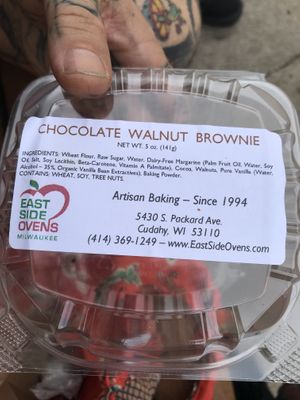 CHOCOLATE WALNUT BROWNIE
NET WT. 5 oz. (141g)
INGREDIENTS: Wheat Flour, Raw Sugar, Water, Dairy-Free Margarine (Palm Fruit Oil, Water, Soy
Oil, Salt, Soy Lecithin, Beta-Carotene, Vitamin A Palmitate), Cocoa, Walnuts, Pure Vanilla (Water,
Alcohol – 35%, Organic Vanilla Bean Extractives), Baking Powder.
CONTAINS: WHEAT, SOY, TREE NUTS.
EAST
SIDE
OVENS
MILWAUKEE
Artisan Baking – Since 1994
5430 S. Packard Ave.
Cudahy, WI 53110
(414) 369-1249 – www.EastSideOvens.com